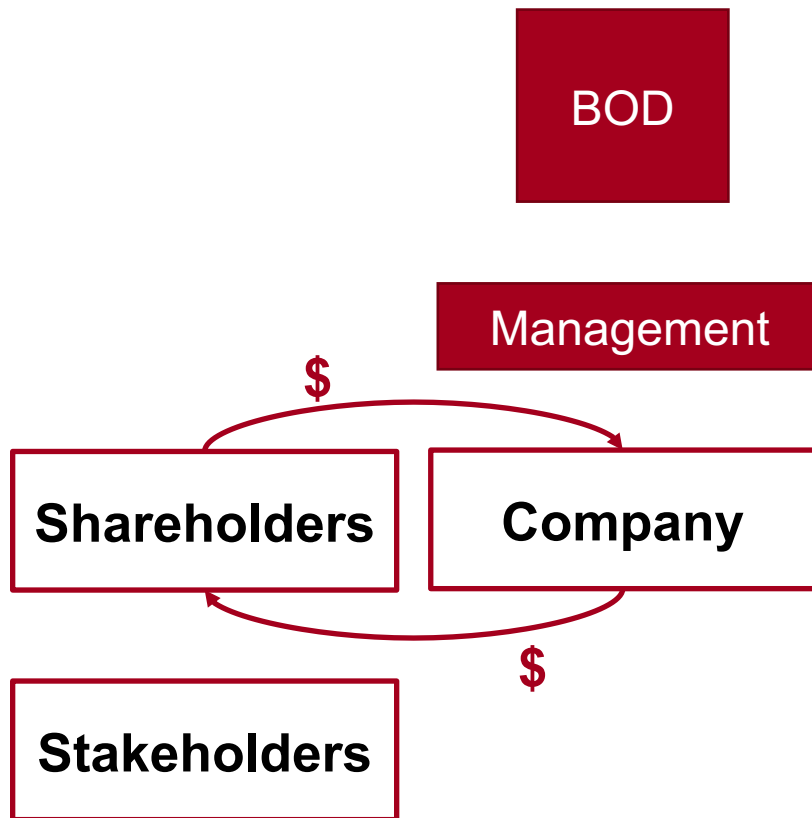 BOD
Management
$
Shareholders
Company
$
Stakeholders